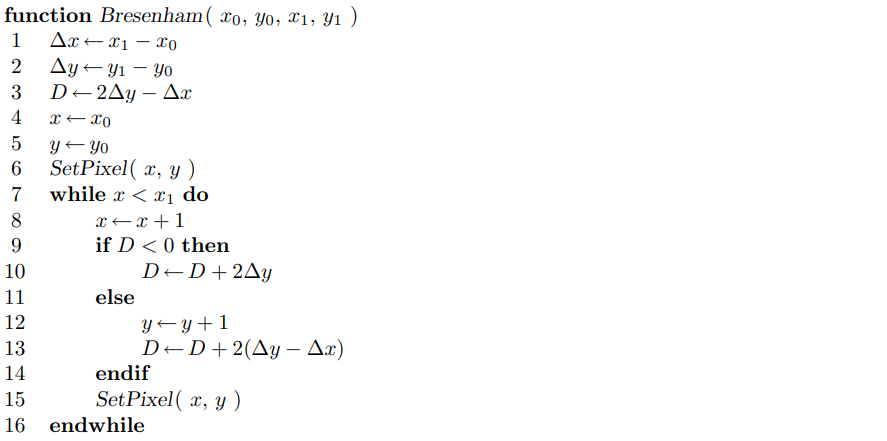 function Bresenham( x₀, y₀, x₁, y₁ )
1 Δx ← x₁ − x₀
2 Δy ← y₁ − y₀
3 D ← 2Δy − Δx
4 x ← x₀
5 y ← y₀
6 SetPixel( x, y )
7 while x < x₁ do
8 x ← x + 1
9 if D < 0 then
10 D ← D + 2Δy
11 else
12 y ← y + 1
13 D ← D + 2(Δy − Δx)
14 endif
15 SetPixel( x, y )
16 endwhile